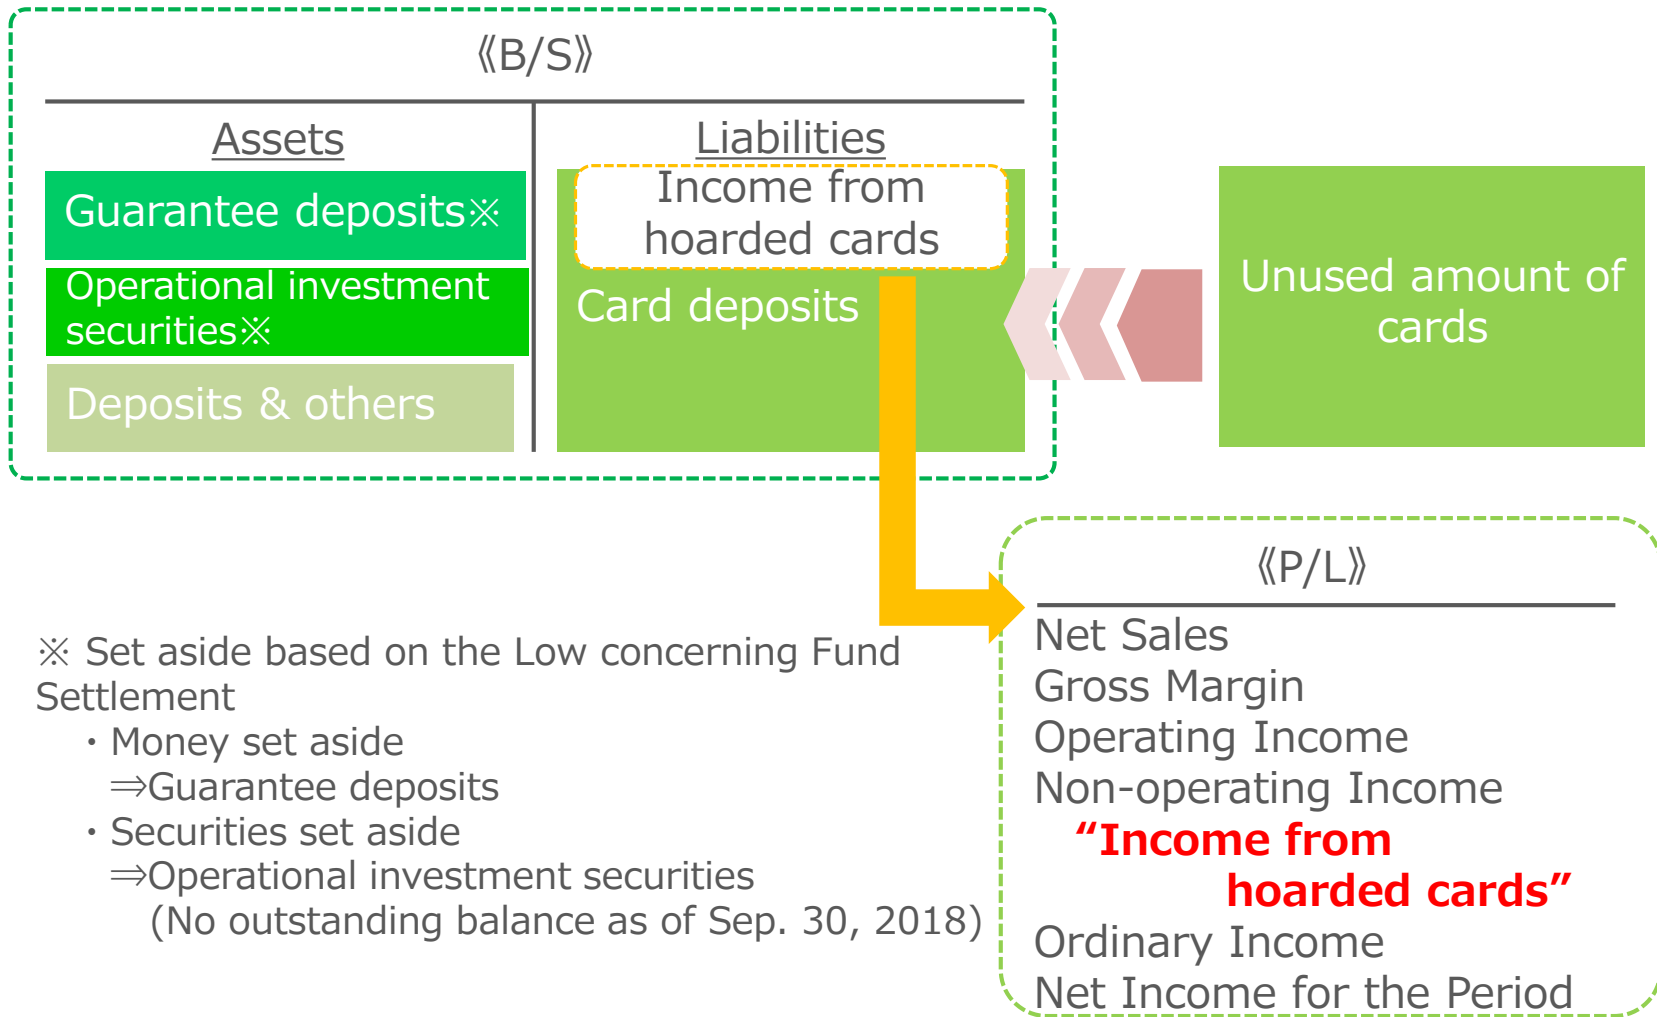 《B/S》
Assets
Liabilities
Guarantee deposits※
Operational investment
securities※
Deposits & others
Income from
hoarded cards
Card deposits
Unused amount of
cards
※ Set aside based on the Low concerning Fund
Settlement
・Money set aside
⇒Guarantee deposits
・Securities set aside
⇒Operational investment securities
(No outstanding balance as of Sep. 30, 2018)
《P/L》
Net Sales
Gross Margin
Operating Income
Non-operating Income
“Income from
hoarded cards”
Ordinary Income
Net Income for the Period